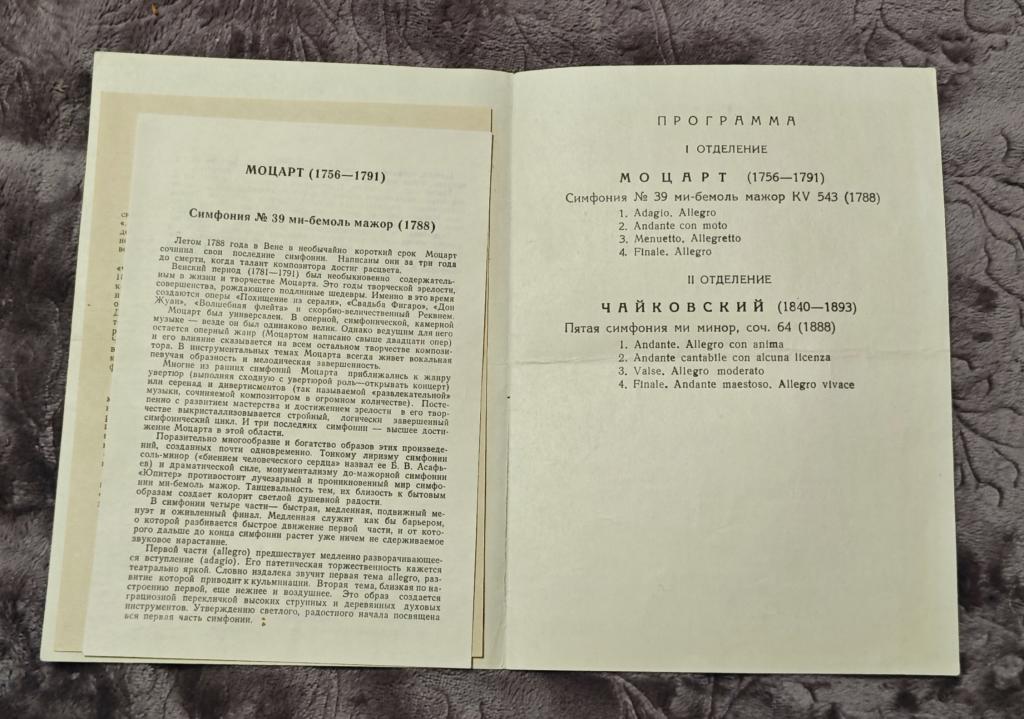 МОЦАРТ (1756—1791)
Симфония № 39 ми-бемоль мажор (1788)
Летом 1788 года в Вене в необычайно короткий срок Моцарт
сочинил свои последние симфонии. Написаны они за три года
до смерти, когда талант композитора достиг расцвета.
Венский период (1781—1791) был необыкновенно содержатель-
ным в жизни и творчестве Моцарта. Это годы творческой зрелости,
совершенства, рождающего подлинные шедевры. Именно в это время
создаются оперы «Похищение из сераля», «Свадьба Фигаро», «Дон
Жуан», «Волшебная флейта» и скорбно-величественный Реквием.
Моцарт был универсален. В оперной, симфонической, камерной
музыке — везде он был одинаково велик. Однако ведущим для него
остается оперный жанр (Моцартом написано свыше двадцати опер)
и его влияние сказывается на всем остальном творчестве компози-
тора. В инструментальных темах Моцарта всегда живет вокальная
певучая образность и мелодическая завершенность.
Многие из ранних симфоний Моцарта приближались к жанру
увертюр (выполняя сходную с увертюрой роль—открывать концерт)
или серенад и дивертисментов (так называемой «развлекательной»
музыки, сочиняемой композитором в огромном количестве). Посте-
пенно с развитием мастерства и достижением зрелости в его твор-
честве выкристаллизовывается стройный, логически завершенный
симфонический цикл. И три последних симфонии — высшее дости-
жение Моцарта в этой области.
Поразительно многообразие и богатство образов этих произведе-
ний, созданных почти одновременно. Тонкому лиризму симфонии
соль-минор («биением человеческого сердца» назвал ее Б. В. Асафь-
ев) и драматической силе, монументализму до-мажорной симфонии
«Юпитер» противостоит лучезарный и проникновенный мир симфо-
нии ми-бемоль мажор. Танцевальность тем, их близость к бытовым
образам создает колорит светлой душевной радости.
В симфонии четыре части— быстрая, медленная, подвижный ме-
нуэт и оживленный финал. Медленная служит как бы барьером,
о которой разбивается быстрое движение первой части, и от кото-
рого дальше до конца симфонии растет уже ничем не сдерживаемое
звуковое нарастание.
Первой части (allegro) предшествует медленно разворачивающее-
ся вступление (adagio). Его патетическая торжественность кажется
театрально яркой. Словно издалека звучит первая тема allegro, раз-
витие которой приводит к кульминации. Вторая тема, близкая по на-
строению первой, еще нежнее и воздушнее. Это образ создается
грациозной перекличкой высоких струнных и деревянных духовых
инструментов. Утверждению светлого, радостного начала посвящена
вся первая часть симфонии.
ПРОГРАММА
I ОТДЕЛЕНИЕ
МОЦАРТ (1756—1791)
Симфония № 39 ми-бемоль мажор KV 543 (1788)
1. Adagio. Allegro
2. Andante con moto
3. Menuetto, Allegretto
4. Finale. Allegro
II ОТДЕЛЕНИЕ
ЧАЙКОВСКИЙ (1840—1893)
Пятая симфония ми минор, соч. 64 (1888)
1. Andante. Allegro con anima
2. Andante cantabile con alcuna licenza
3. Valse. Allegro moderato
4. Finale. Andante maestoso. Allegro vivace